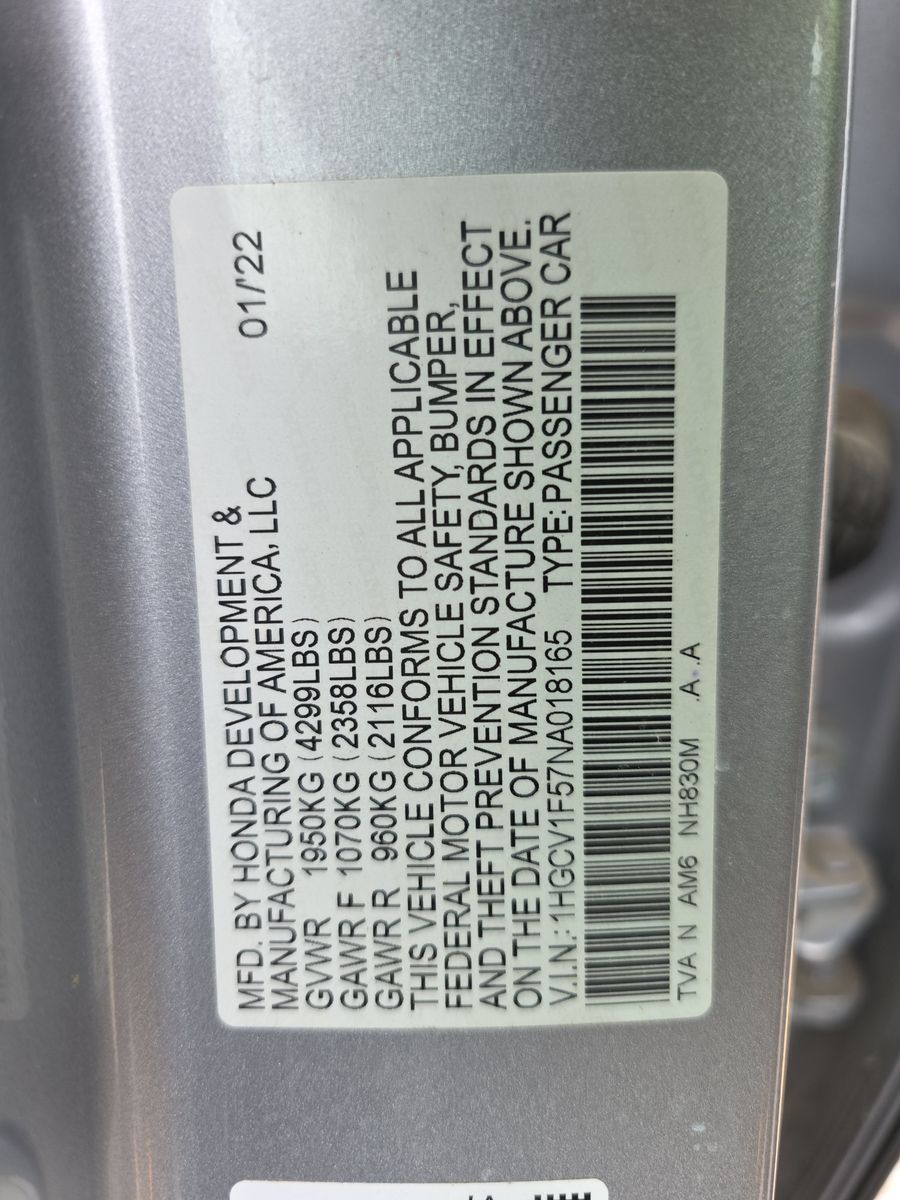 MFD. BY HONDA DEVELOPMENT & 01/'22
MANUFACTURING OF AMERICA, LLC
GVWR 1950KG (4299LBS)
GAWR F 1070KG (2358LBS)
GAWR R 960KG (2116LBS)
THIS VEHICLE CONFORMS TO ALL APPLICABLE
FEDERAL MOTOR VEHICLE SAFETY, BUMPER,
AND THEFT PREVENTION STANDARDS IN EFFECT
ON THE DATE OF MANUFACTURE SHOWN ABOVE.
V.I.N.: 1HGCV1F57NA018165 TYPE: PASSENGER CAR
TVA N AM6 NH830M A. A